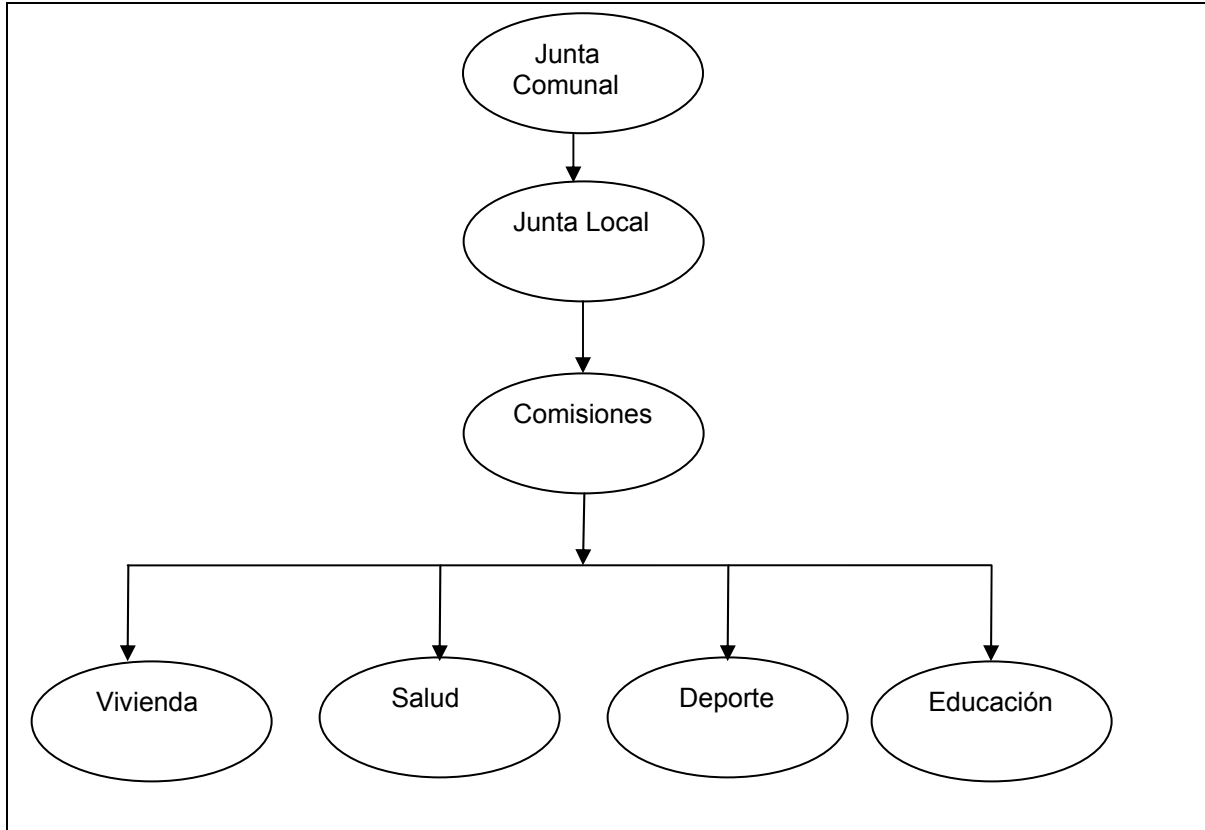 Junta
Comunal
Junta Local
Comisiones
Vivienda
Salud
Deporte
Educación